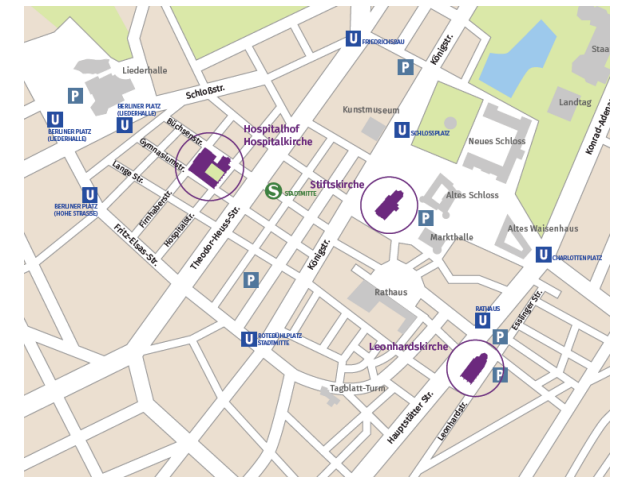 U
FRIEDRICHSBAU
Königstr.
P
Staa
Liederhalle
P
Schloßstr.
Landtag
BERLINER PLATZ
(LIEDERHALLE)
U
U
BERLINER PLATZ
(LIEDERHALLE)
Kunstmuseum
U
SCHLOSSPLATZ
Neues Schloss
Konrad-Adena
Büchsenstr.
Gymnasiumstr.
Hospitalhof
Hospitalkirche
Lange Str.
U
BERLINER PLATZ
(HOHE STRASSE)
Firnhaberstr.
Hospitalstr.
Fritz-Elsas-Str.
Theodor-Heuss-Str.
S
STADTMITTE
Stiftskirche
Altes Schloss
P
Markthalle
Altes Waisenhaus
U
CHARLOTTENPLATZ
Königstr.
P
Rathaus
RATHAUS
U
Esslinger Str.
P
U
ROTEBÜHLPLATZ
STADTMITTE
Leonhardskirche
P
Tagblatt-Turm
Hauptstätter Str.
Leonhardstr.